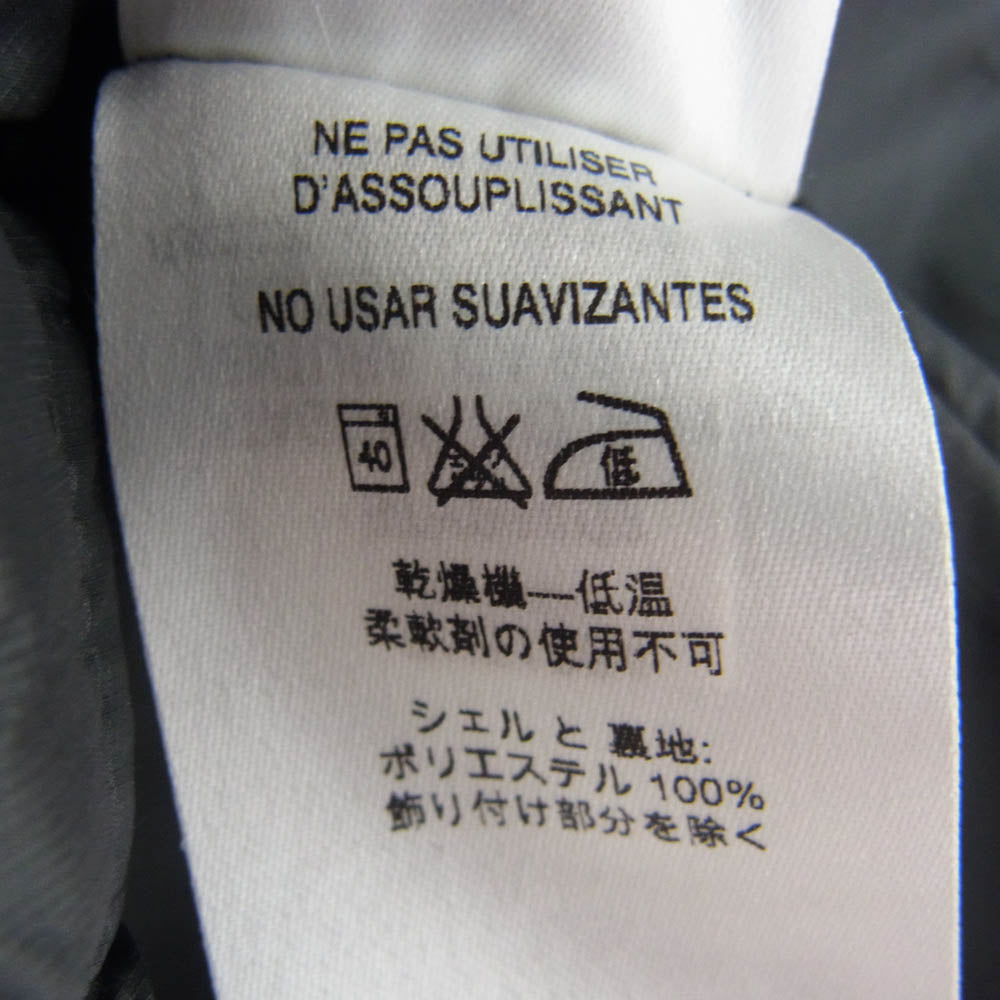 NE PAS UTILISER
D'ASSOUPLISSANT
NO USAR SUAVIZANTES
低
乾燥機—低温
柔軟剤の使用不可
シェルと 裏地:
ポリエステル 100%
飾り付け部分を除く